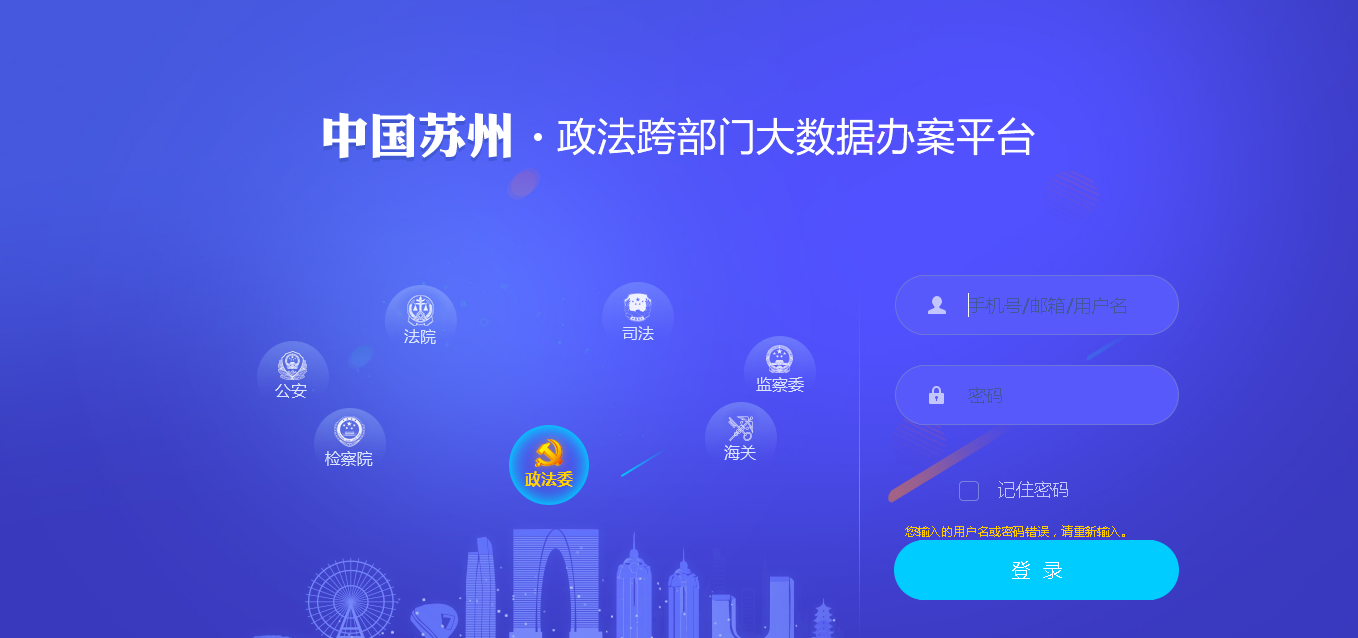 中国苏州·政法跨部门大数据办案平台
法院
司法
公安
监察委
检察院
海关
政法委
手机号/邮箱/用户名
密码
记住密码
您输入的用户名或密码错误，请重新输入。
登 录